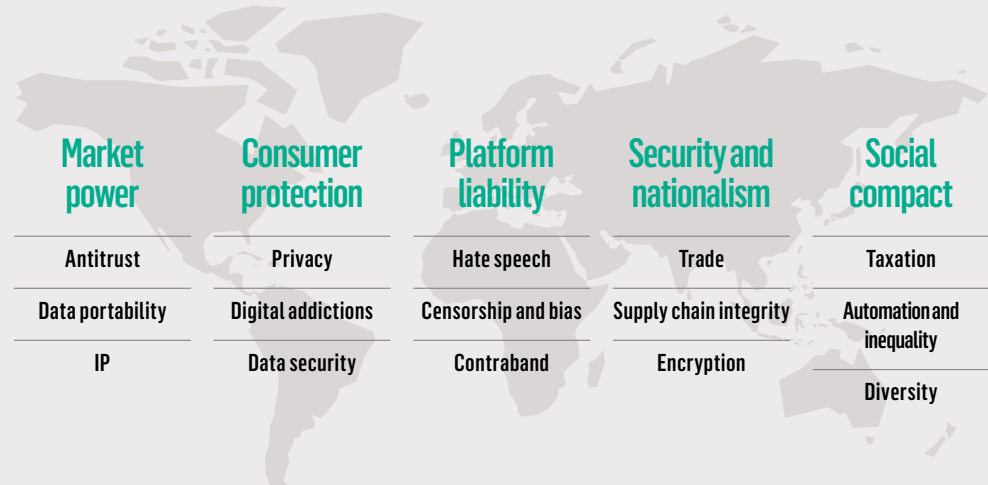 Market
power
Antitrust
Data portability
IP
Consumer
protection
Privacy
Digital addictions
Data security
Platform
liability
Hate speech
Censorship and bias
Contraband
Security and
nationalism
Trade
Supply chain integrity
Encryption
Social
compact
Taxation
Automation and
inequality
Diversity